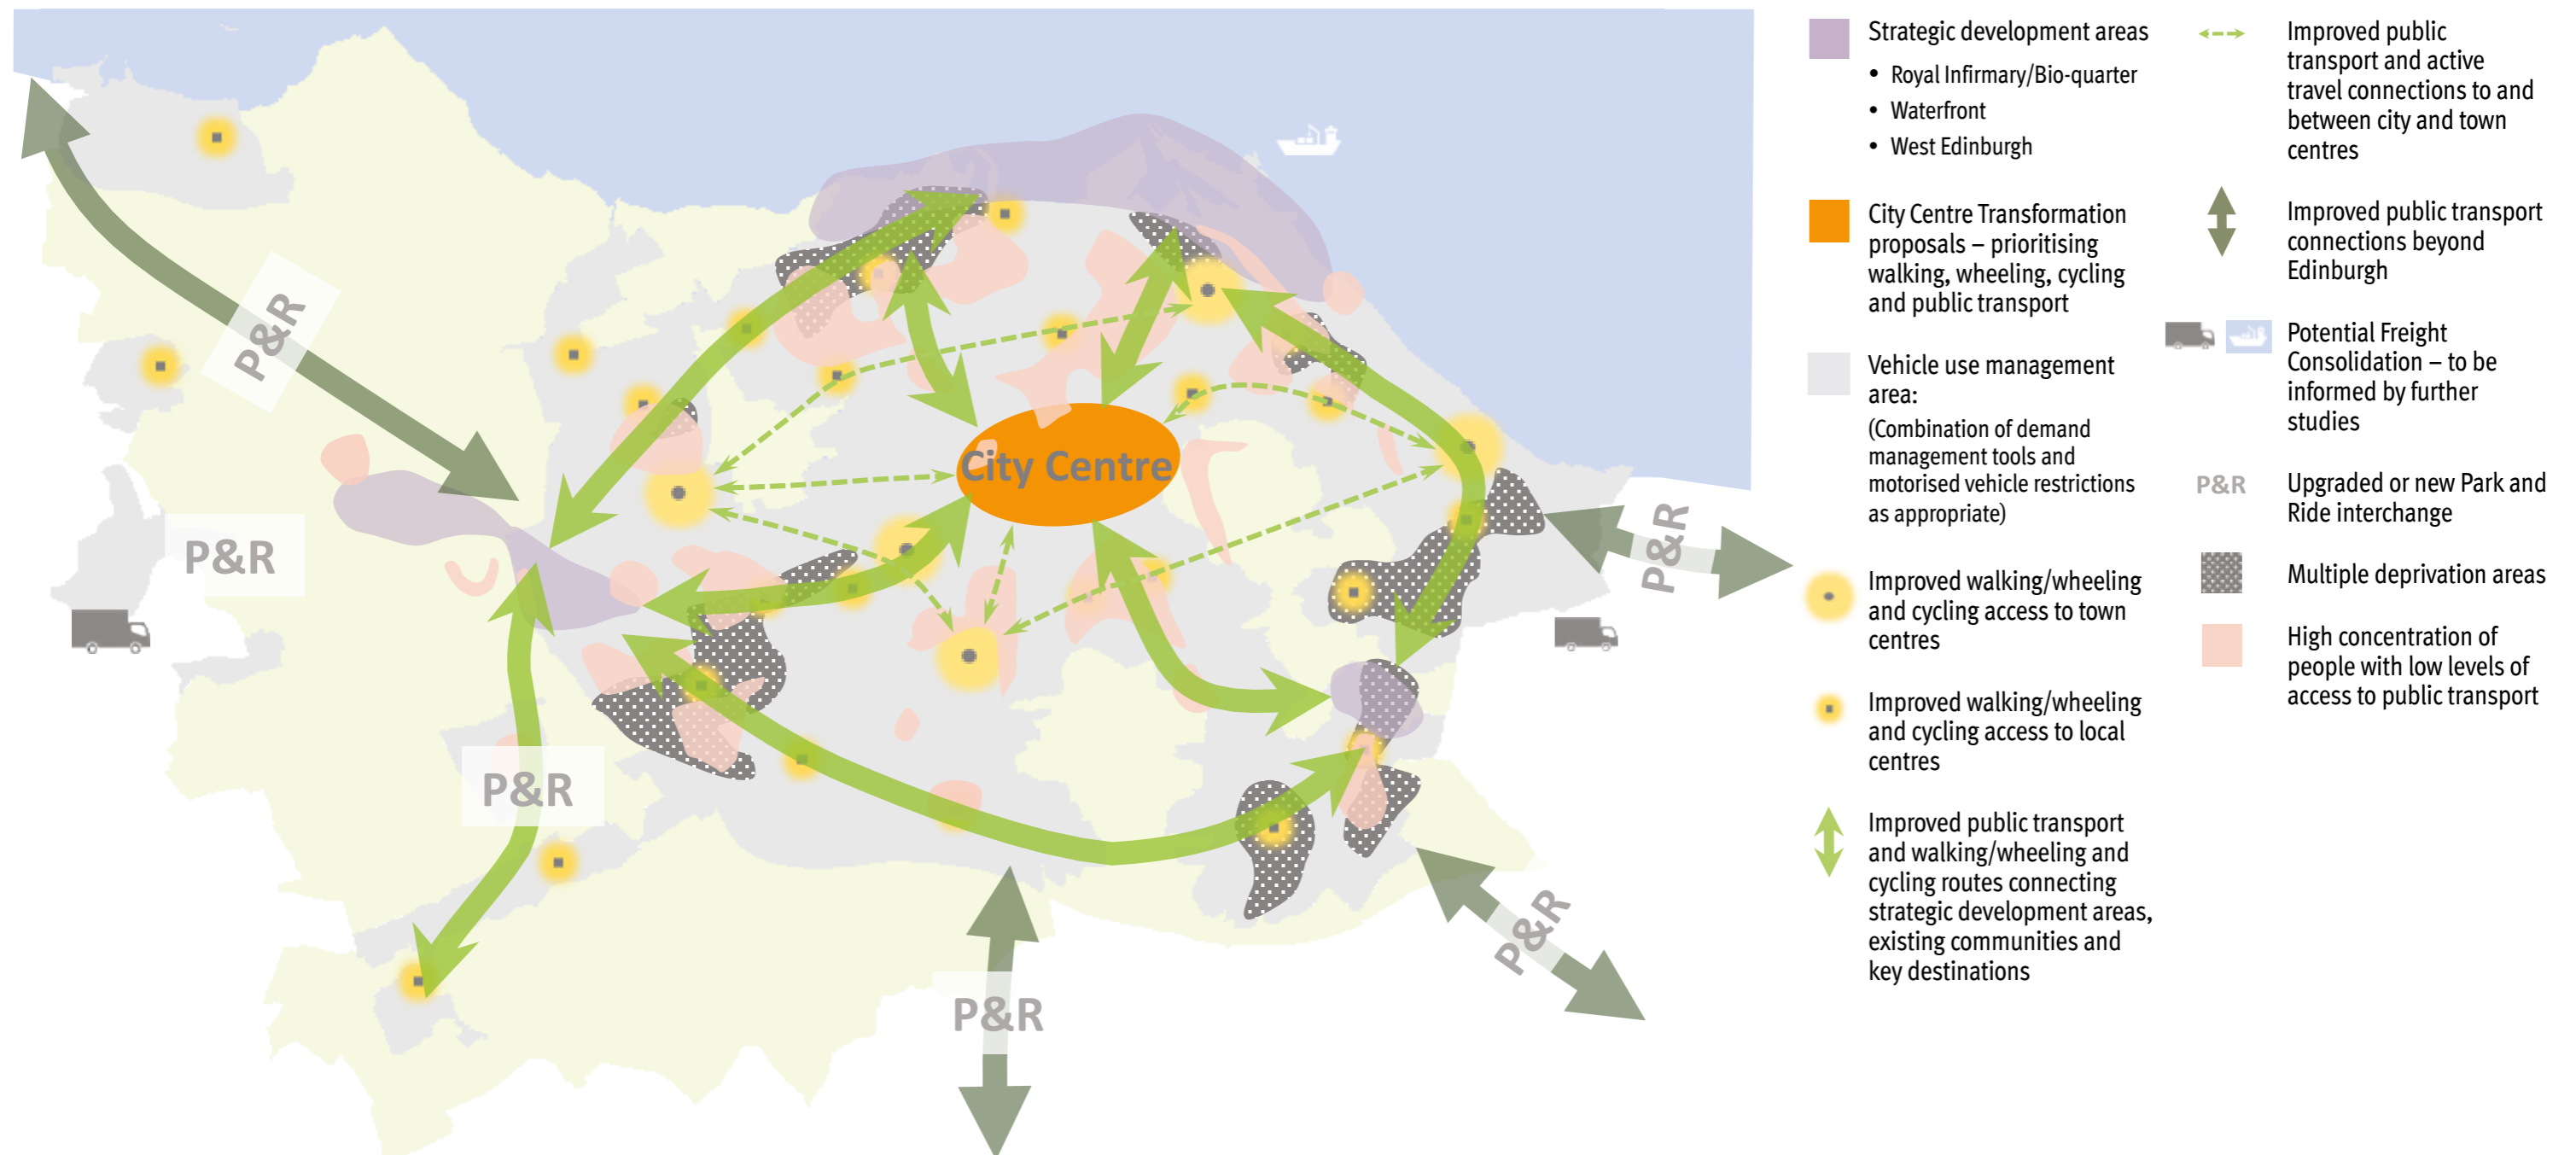 P&R
P&R
P&R
P&R
P&R
P&R
City Centre
Strategic development areas
• Royal Infirmary/Bio-quarter
• Waterfront
• West Edinburgh
City Centre Transformation
proposals – prioritising
walking, wheeling, cycling
and public transport
Vehicle use management
area:
(Combination of demand
management tools and
motorised vehicle restrictions
as appropriate)
Improved walking/wheeling
and cycling access to town
centres
Improved walking/wheeling
and cycling access to local
centres
Improved public transport
and walking/wheeling and
cycling routes connecting
strategic development areas,
existing communities and
key destinations
Improved public
transport and active
travel connections to and
between city and town
centres
Improved public transport
connections beyond
Edinburgh
Potential Freight
Consolidation – to be
informed by further
studies
P&R
Upgraded or new Park and
Ride interchange
Multiple deprivation areas
High concentration of
people with low levels of
access to public transport